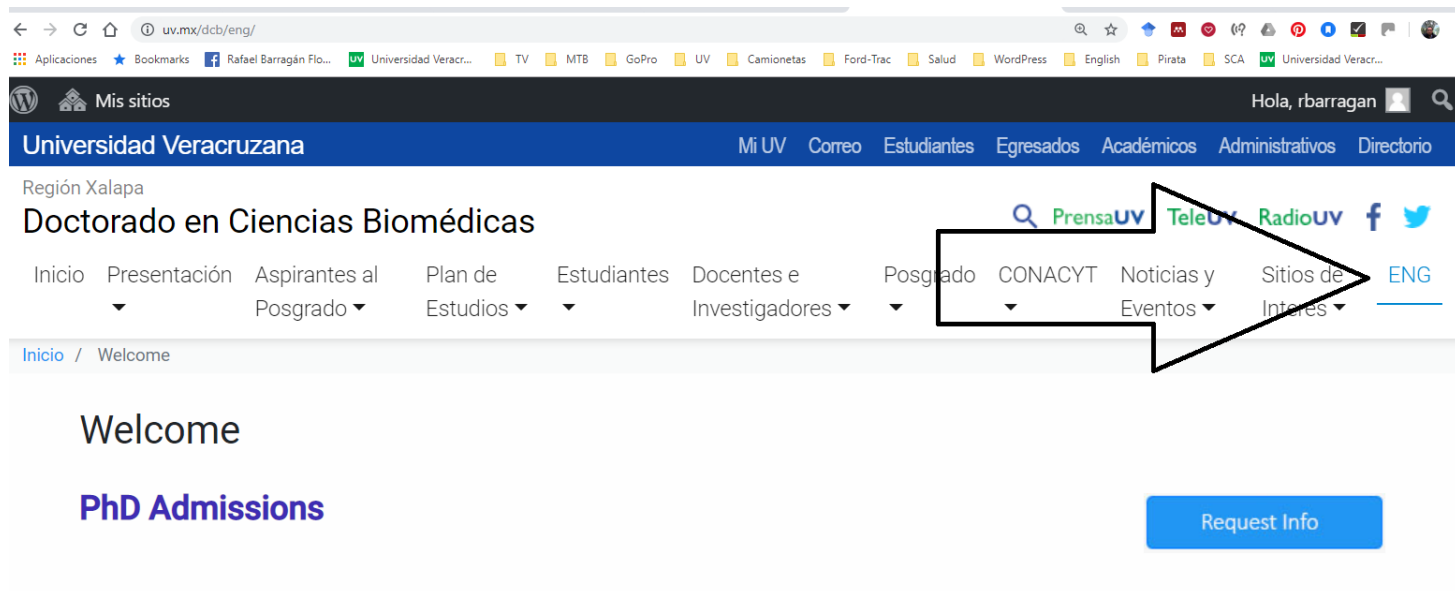 uv.mx/dcb/eng/
Aplicaciones Bookmarks Rafael Barragán Flo... Universidad Veracr... TV MTB GoPro UV Camionetas Ford-Trac Salud WordPress English Pirata SCA Universidad Veracr...
Mis sitios Hola, rbarragan
Universidad Veracruzana Mi UV Correo Estudiantes Egresados Académicos Administrativos Directorio
Región Xalapa
Doctorado en Ciencias Biomédicas PrensaUV TeleUV RadioUV
Inicio Presentación Aspirantes al Plan de Estudiantes Docentes e Posgrado CONACYT Noticias y Sitios de ENG
Posgrado Estudios Investigadores Eventos Interés
Inicio / Welcome
Welcome
PhD Admissions
Request Info